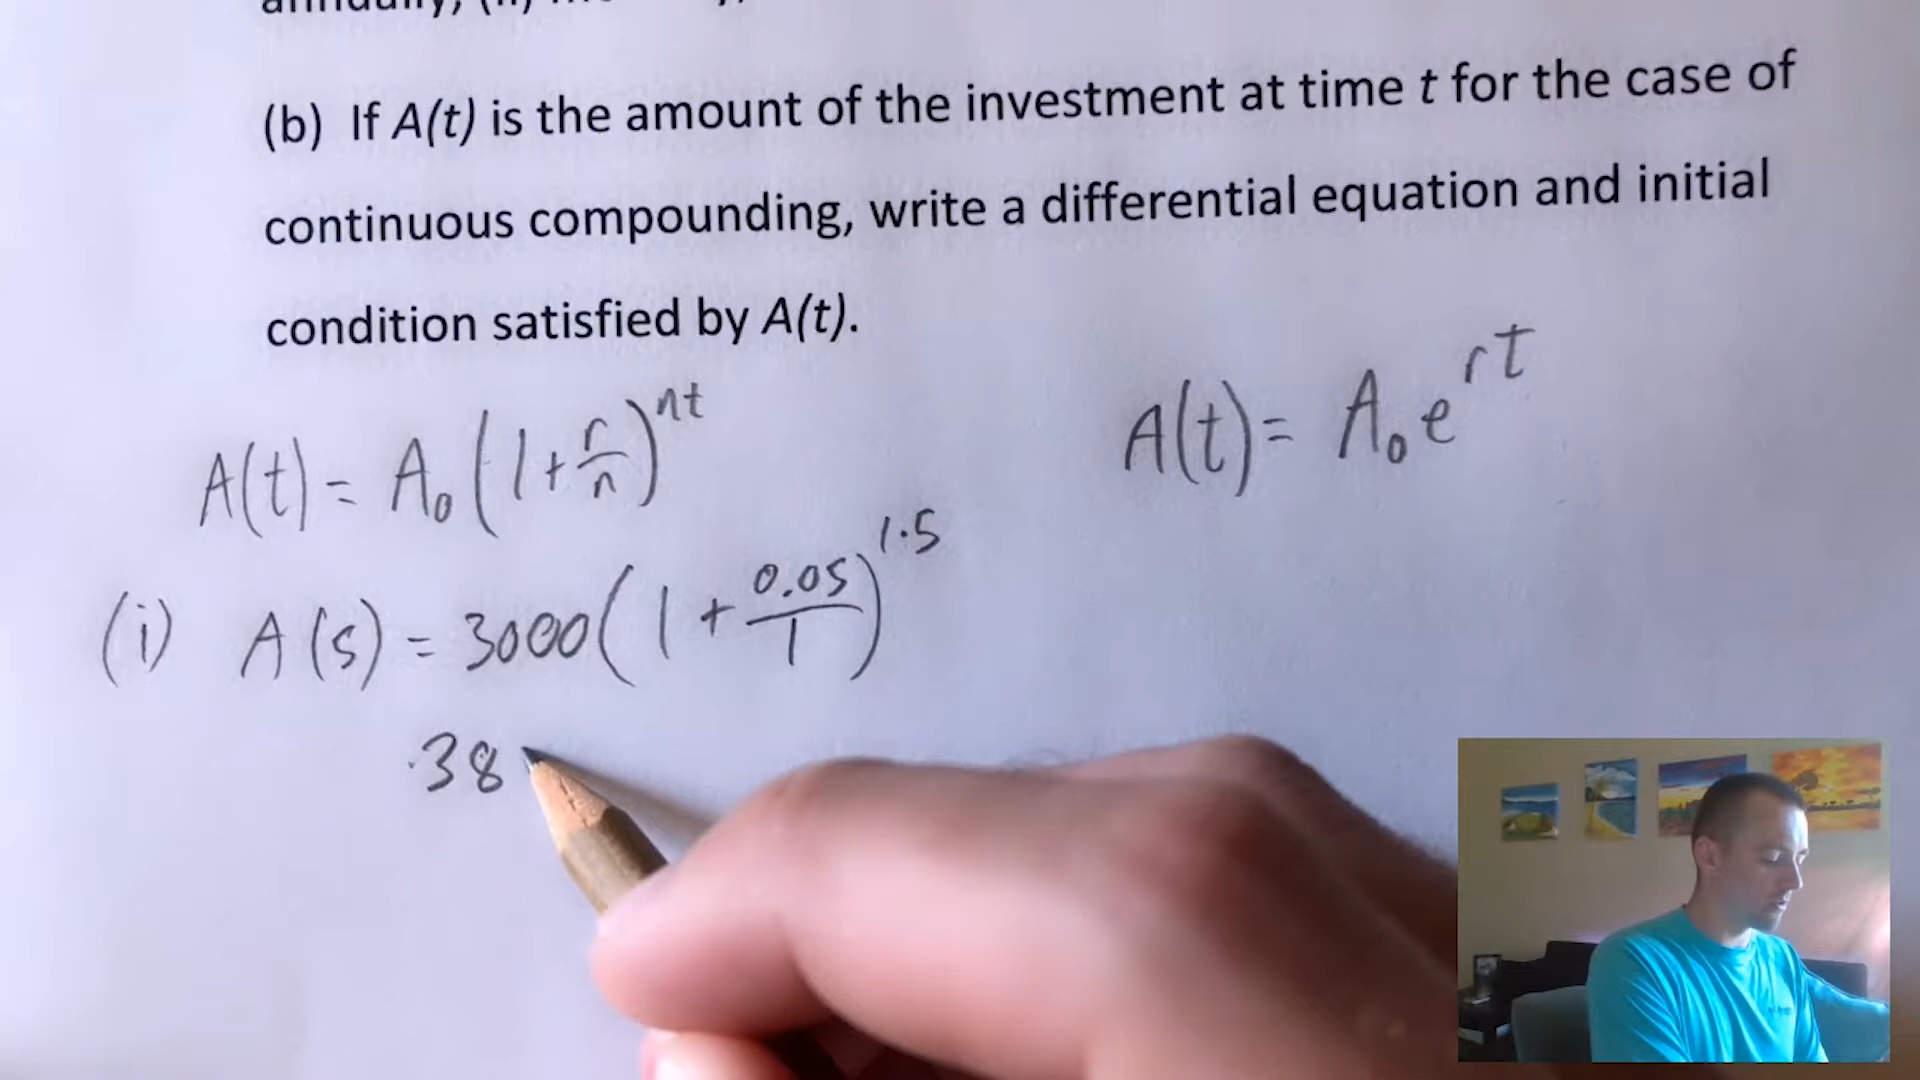 (b) If A(t) is the amount of the investment at time t for the case of
continuous compounding, write a differential equation and initial
condition satisfied by A(t).
A(t) = A₀(1+r/n)^nt
A(t) = A₀e^rt
(i) A(5) = 3000(1+0.05/1)^1·5
38